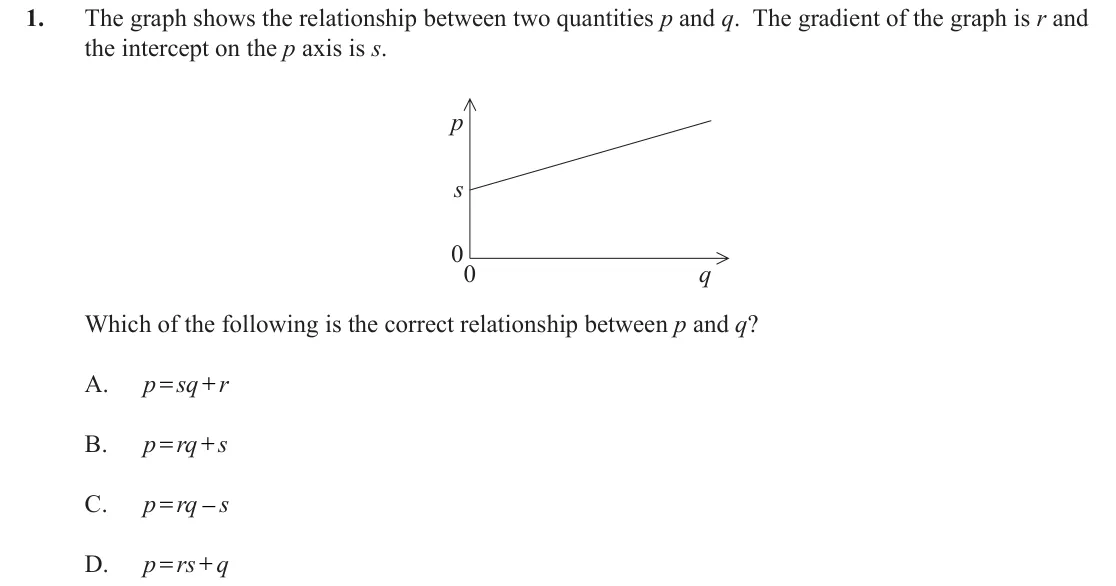 1. The graph shows the relationship between two quantities p and q. The gradient of the graph is r and
the intercept on the p axis is s.
p
s
0
0
q
Which of the following is the correct relationship between p and q?
A. p=sq+r
B. p=rq+s
C. p=rq–s
D. p=rs+q